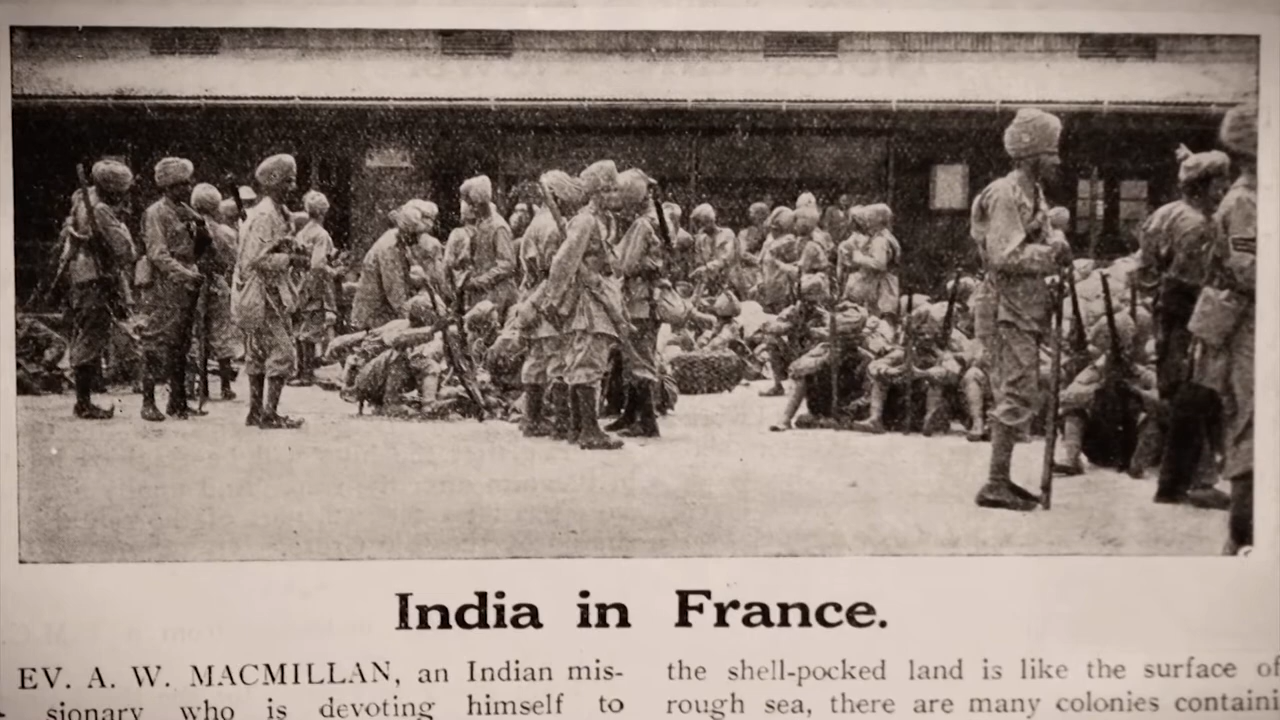 India in France.
EV. A. W. MACMILLAN, an Indian mis-
sionary who is devoting himself to
the shell-pocked land is like the surface of
rough sea, there are many colonies containi